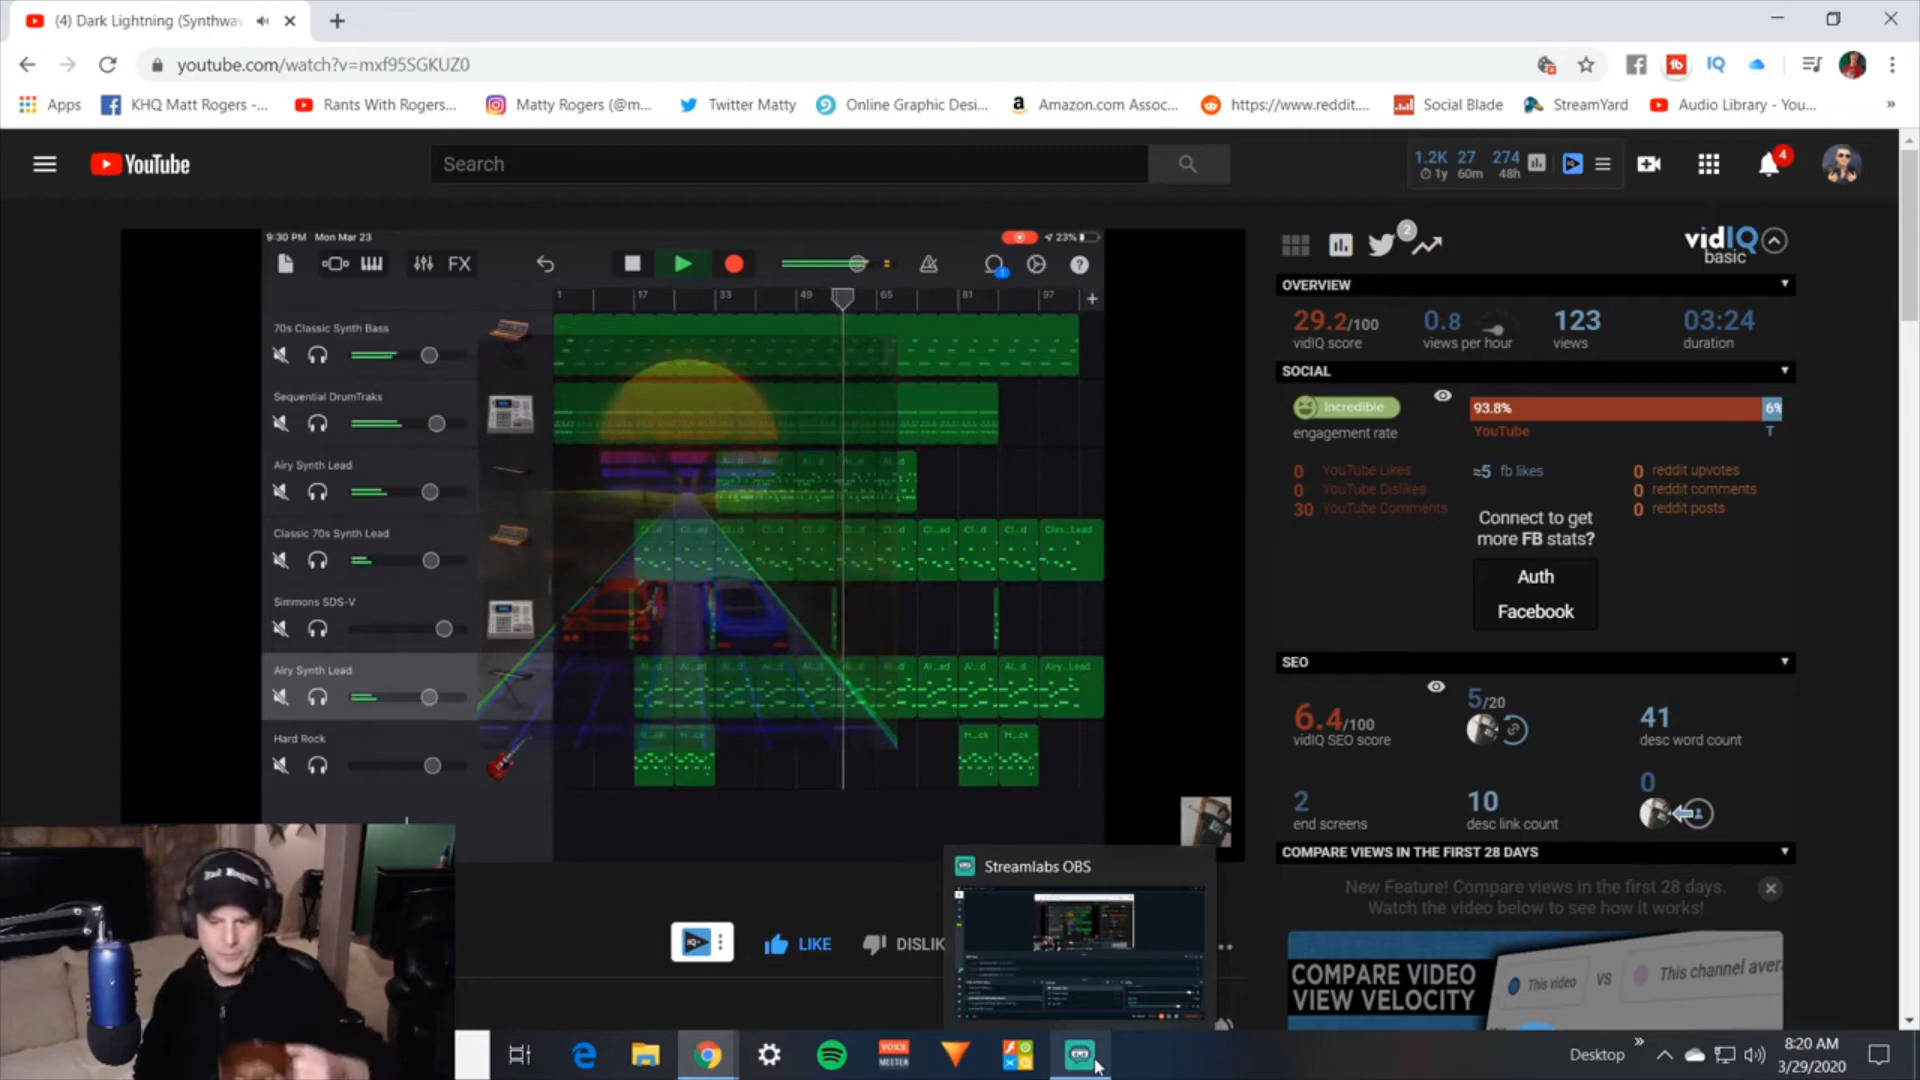 (4) Dark Lightning (Synthwav
youtube.com/watch?v=mxf95SGKUZ0
Apps
KHQ Matt Rogers -...
Rants With Rogers...
Matty Rogers (@m...
Twitter Matty
Online Graphic Desi...
Amazon.com Assoc...
https://www.reddit....
Social Blade
StreamYard
Audio Library - You...
YouTube
Search
1.2K 27 274
1y 60m 48h
4
9:30 PM Mon Mar 23
23%
FX
1 17 33 49 65 81 97
70s Classic Synth Bass
Sequential DrumTraks
Airy Synth Lead
Classic 70s Synth Lead
Simmons SDS-V
Airy Synth Lead
Hard Rock
2
vidIQ
basic
OVERVIEW
29.2/100 0.8 123 03:24
vidIQ score views per hour views duration
SOCIAL
Incredible
engagement rate
93.8% 6%
YouTube T
0 YouTube Likes
0 YouTube Dislikes
30 YouTube Comments
≈5 fb likes
0 reddit upvotes
0 reddit comments
0 reddit posts
Connect to get
more FB stats?
Auth
Facebook
SEO
6.4/100
vidIQ SEO score
5/20
41
desc word count
2
end screens
10
desc link count
0
COMPARE VIEWS IN THE FIRST 28 DAYS
New Feature! Compare views in the first 28 days.
Watch the video below to see how it works!
COMPARE VIDEO
VIEW VELOCITY
This video VS This channel aver
Streamlabs OBS
LIKE DISLIK
VOICE
MEETER
Desktop
8:20 AM
3/29/2020